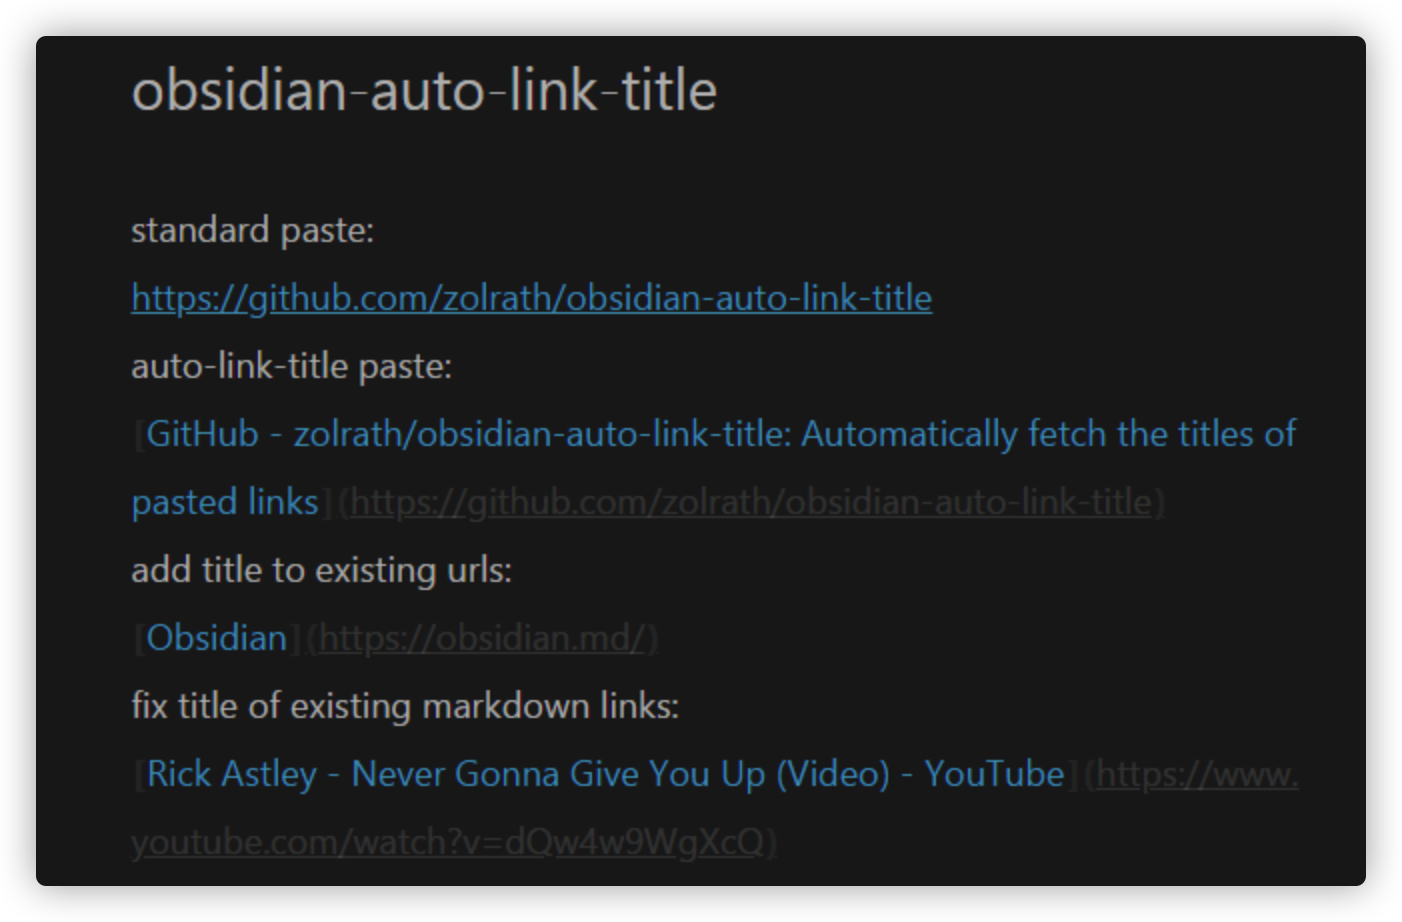 obsidian-auto-link-title
standard paste:
https://github.com/zolrath/obsidian-auto-link-title
auto-link-title paste:
[GitHub - zolrath/obsidian-auto-link-title: Automatically fetch the titles of
pasted links](https://github.com/zolrath/obsidian-auto-link-title)
add title to existing urls:
[Obsidian](https://obsidian.md/)
fix title of existing markdown links:
[Rick Astley - Never Gonna Give You Up (Video) - YouTube](https://www.
youtube.com/watch?v=dQw4w9WgXcQ)